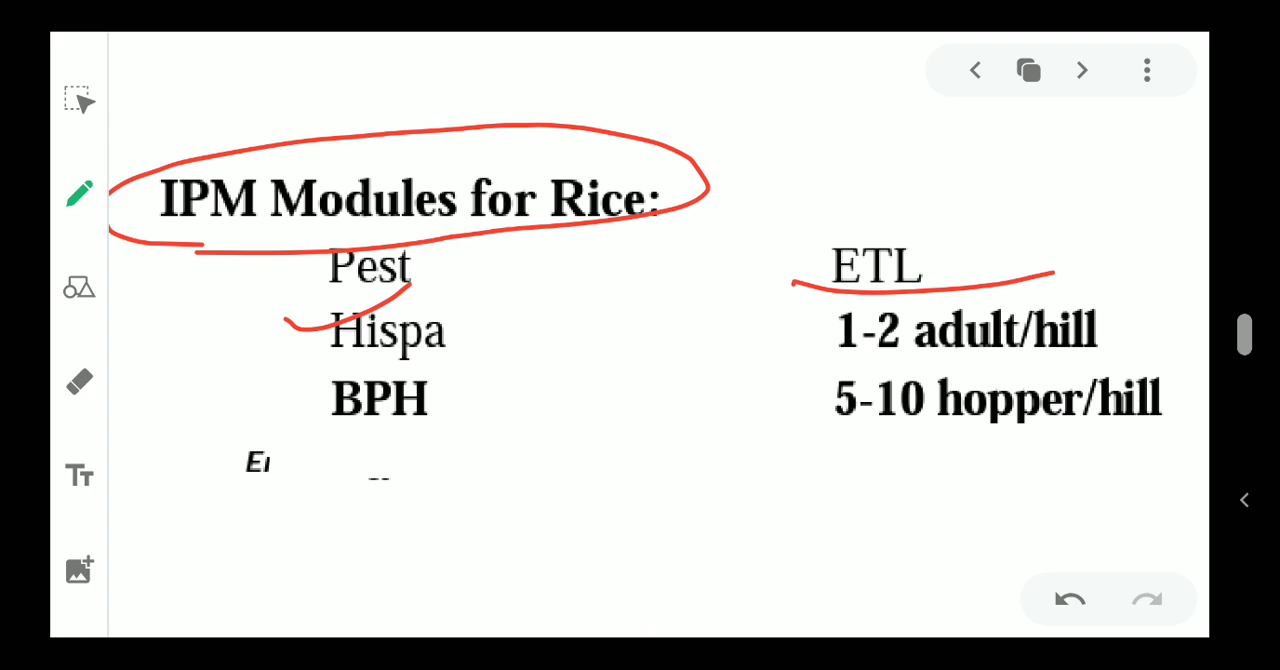 IPM Modules for Rice:
Pest ETL
Hispa 1-2 adult/hill
BPH 5-10 hopper/hill